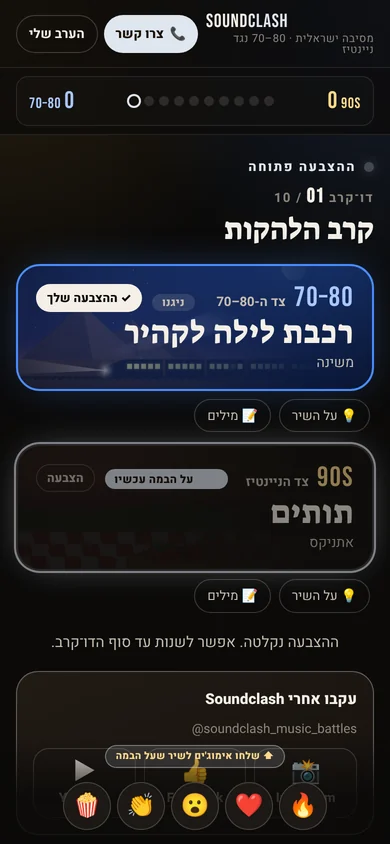 SOUNDCLASH
מסיבה ישראלית · 70–80 נגד
ניינטיז
📞 צרו קשר
הערב שלי
0 90S
70-80 0
ההצבעה פתוחה
דו־קרב 01 / 10
קרב הלהקות
70-80 צד ה-70–80 ניגנו ✓ ההצבעה שלך
רכבת לילה לקהיר
משינה
💡 על השיר
📝 מילים
90S צד הניינטיז על הבמה עכשיו הצבעה
תותים
אתניקס
💡 על השיר
📝 מילים
ההצבעה נקלטה. אפשר לשנות עד סוף הדו־קרב.
עקבו אחרי Soundclash
@soundclash_music_battles
שלחו אימוג'ים לשיר שעל הבמה